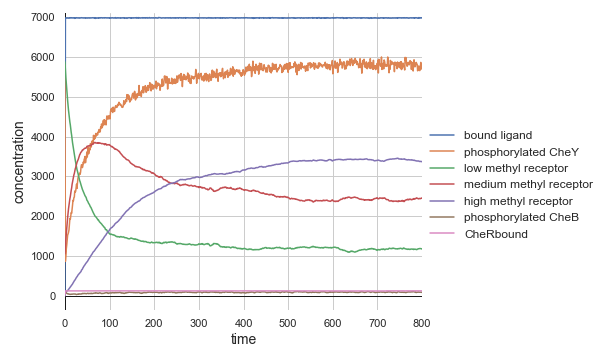 7000
6000
5000
4000
3000
2000
1000
0
concentration
0 100 200 300 400 500 600 700 800
time
bound ligand
phosphorylated CheY
low methyl receptor
medium methyl receptor
high methyl receptor
phosphorylated CheB
CheRbound